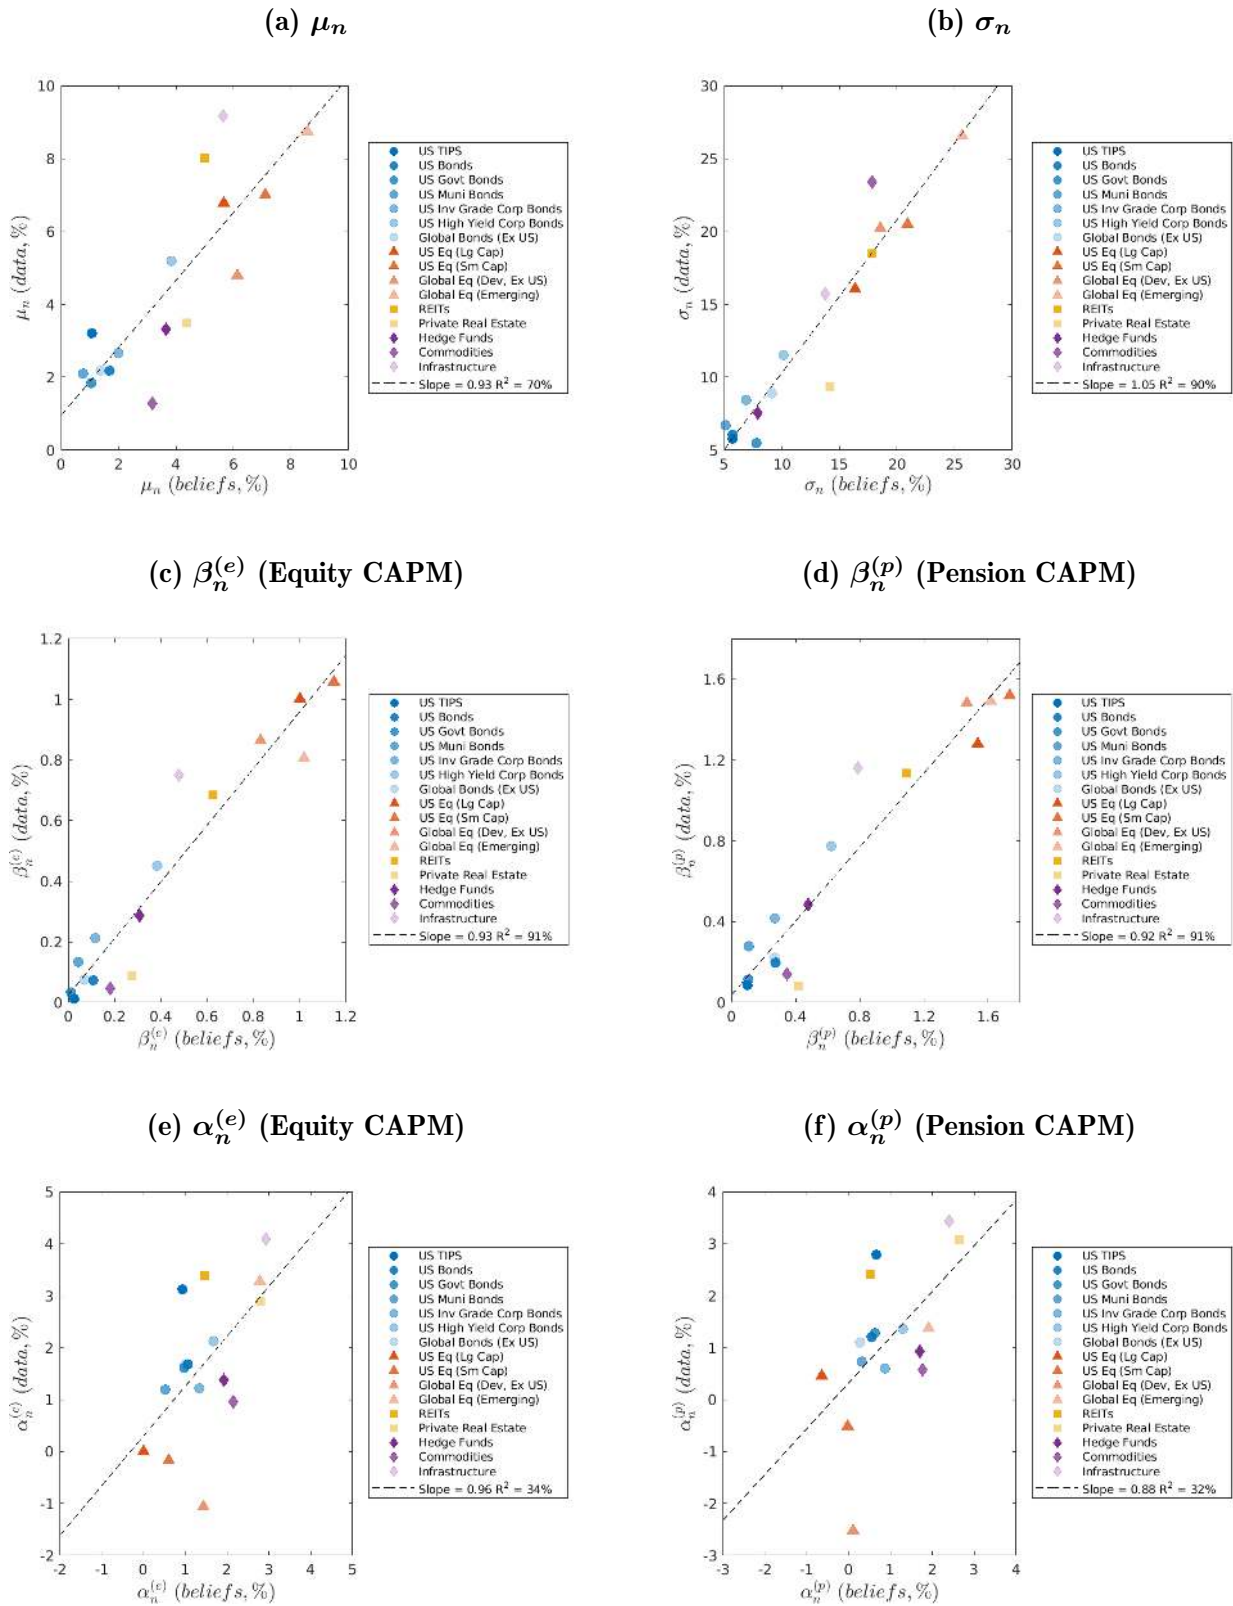 (a) μn
(b) σn
10
8
6
4
2
0
μn (data, %)
0 2 4 6 8 10
μn (beliefs, %)
US TIPS
US Bonds
US Govt Bonds
US Muni Bonds
US Inv Grade Corp Bonds
US High Yield Corp Bonds
Global Bonds (Ex US)
US Eq (Lg Cap)
US Eq (Sm Cap)
Global Eq (Dev, Ex US)
Global Eq (Emerging)
REITs
Private Real Estate
Hedge Funds
Commodities
Infrastructure
Slope = 0.93 R² = 70%
30
25
20
15
10
5
σn (data, %)
5 10 15 20 25 30
σn (beliefs, %)
US TIPS
US Bonds
US Govt Bonds
US Muni Bonds
US Inv Grade Corp Bonds
US High Yield Corp Bonds
Global Bonds (Ex US)
US Eq (Lg Cap)
US Eq (Sm Cap)
Global Eq (Dev, Ex US)
Global Eq (Emerging)
REITs
Private Real Estate
Hedge Funds
Commodities
Infrastructure
Slope = 1.05 R² = 90%
(c) βn(e) (Equity CAPM)
(d) βn(p) (Pension CAPM)
1.2
1
0.8
0.6
0.4
0.2
0
βn(e) (data, %)
0 0.2 0.4 0.6 0.8 1 1.2
βn(e) (beliefs, %)
US TIPS
US Bonds
US Govt Bonds
US Muni Bonds
US Inv Grade Corp Bonds
US High Yield Corp Bonds
Global Bonds (Ex US)
US Eq (Lg Cap)
US Eq (Sm Cap)
Global Eq (Dev, Ex US)
Global Eq (Emerging)
REITs
Private Real Estate
Hedge Funds
Commodities
Infrastructure
Slope = 0.93 R² = 91%
1.6
1.2
0.8
0.4
0
βn(p) (data, %)
0 0.4 0.8 1.2 1.6
βn(p) (beliefs, %)
US TIPS
US Bonds
US Govt Bonds
US Muni Bonds
US Inv Grade Corp Bonds
US High Yield Corp Bonds
Global Bonds (Ex US)
US Eq (Lg Cap)
US Eq (Sm Cap)
Global Eq (Dev, Ex US)
Global Eq (Emerging)
REITs
Private Real Estate
Hedge Funds
Commodities
Infrastructure
Slope = 0.92 R² = 91%
(e) αn(e) (Equity CAPM)
(f) αn(p) (Pension CAPM)
5
4
3
2
1
0
-1
-2
αn(e) (data, %)
-2 -1 0 1 2 3 4 5
αn(e) (beliefs, %)
US TIPS
US Bonds
US Govt Bonds
US Muni Bonds
US Inv Grade Corp Bonds
US High Yield Corp Bonds
Global Bonds (Ex US)
US Eq (Lg Cap)
US Eq (Sm Cap)
Global Eq (Dev, Ex US)
Global Eq (Emerging)
REITs
Private Real Estate
Hedge Funds
Commodities
Infrastructure
Slope = 0.96 R² = 34%
4
3
2
1
0
-1
-2
-3
αn(p) (data, %)
-3 -2 -1 0 1 2 3 4
αn(p) (beliefs, %)
US TIPS
US Bonds
US Govt Bonds
US Muni Bonds
US Inv Grade Corp Bonds
US High Yield Corp Bonds
Global Bonds (Ex US)
US Eq (Lg Cap)
US Eq (Sm Cap)
Global Eq (Dev, Ex US)
Global Eq (Emerging)
REITs
Private Real Estate
Hedge Funds
Commodities
Infrastructure
Slope = 0.88 R² = 32%